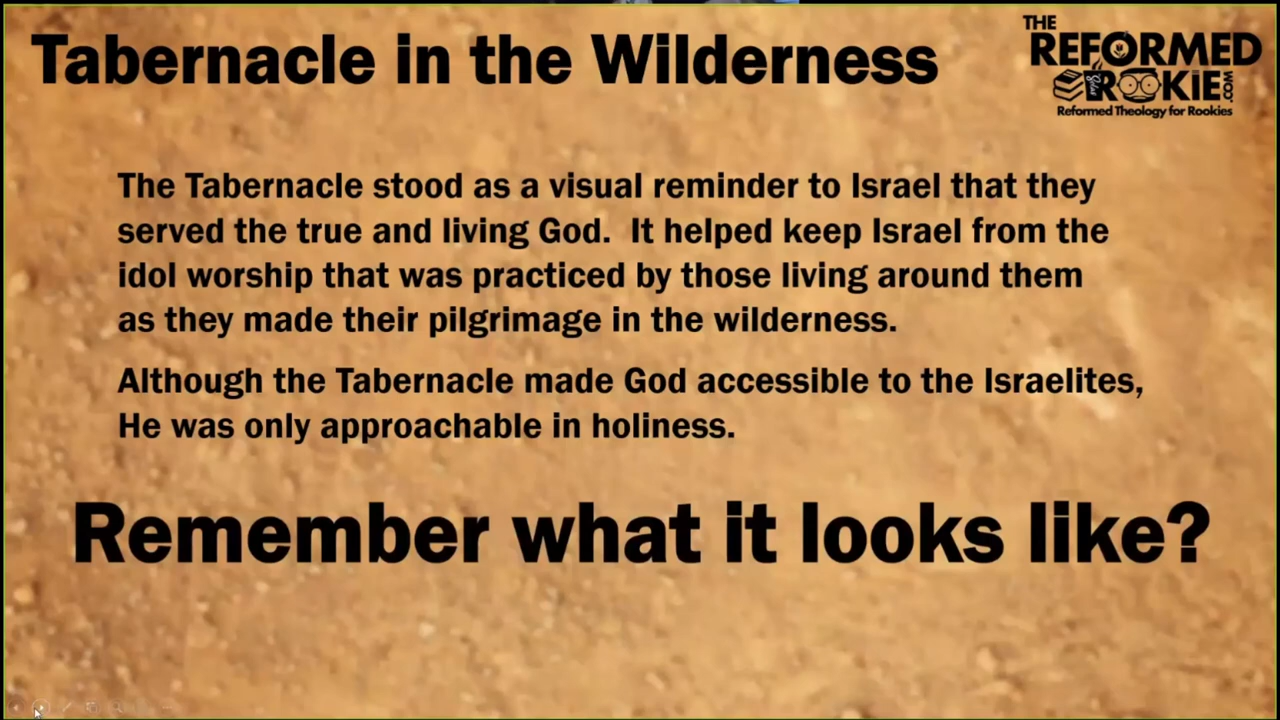 Tabernacle in the Wilderness
THE
REFORMED
ROOKiE.COM
Reformed Theology for Rookies
The Tabernacle stood as a visual reminder to Israel that they
served the true and living God.  It helped keep Israel from the
idol worship that was practiced by those living around them
as they made their pilgrimage in the wilderness.
Although the Tabernacle made God accessible to the Israelites,
He was only approachable in holiness.
Remember what it looks like?